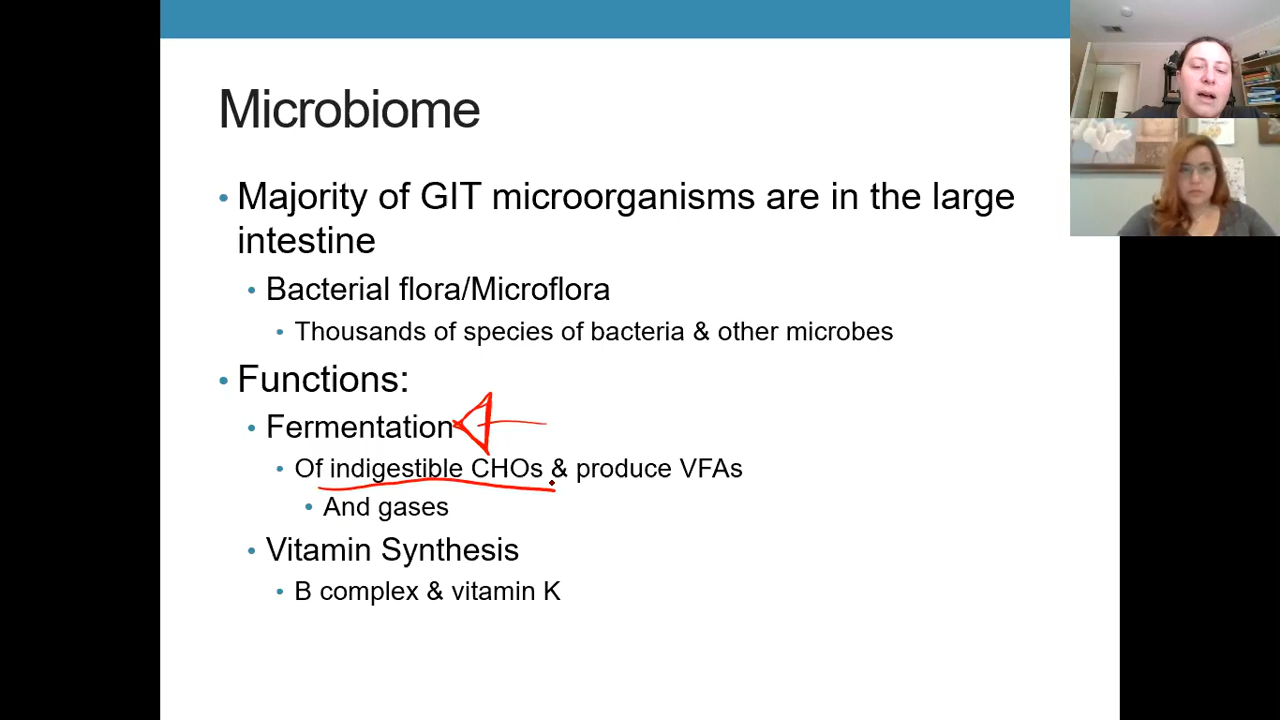 Microbiome
• Majority of GIT microorganisms are in the large
intestine
• Bacterial flora/Microflora
• Thousands of species of bacteria & other microbes
• Functions:
• Fermentation
• Of indigestible CHOs & produce VFAs
• And gases
• Vitamin Synthesis
• B complex & vitamin K